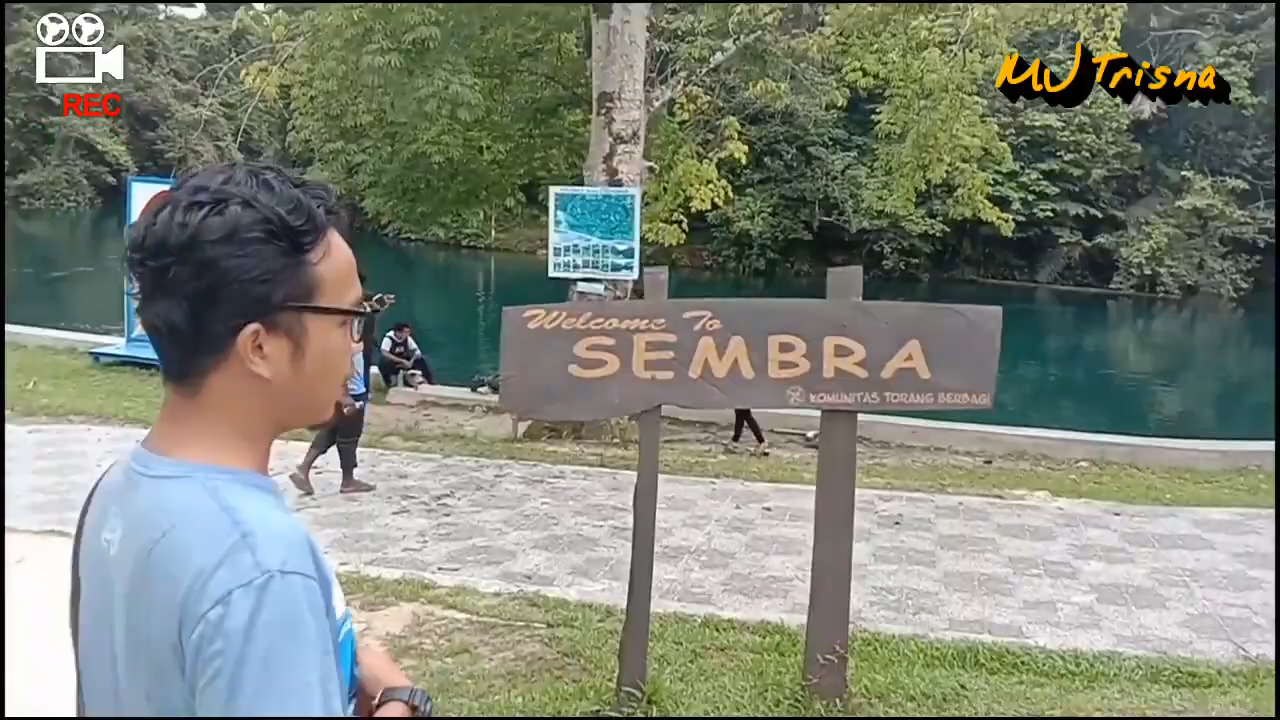 REC
MJ Trisna
Welcome To
SEMBRA
KOMUNITAS TORANG BERBAGI